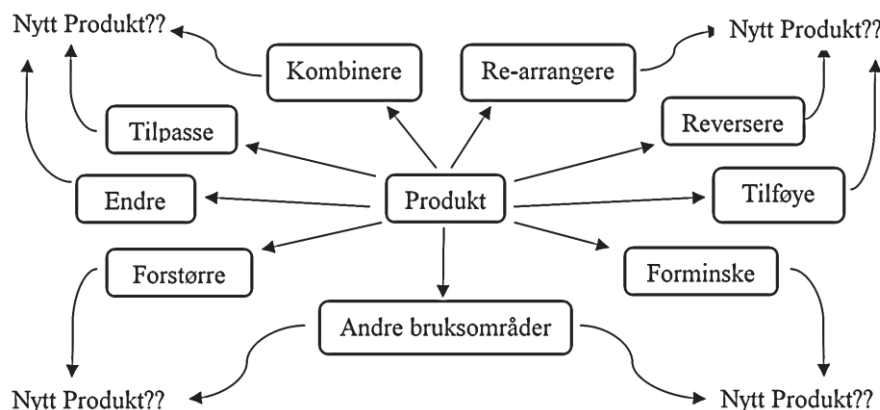 Nytt Produkt??
Nytt Produkt??
Kombinere
Re-arrangere
Tilpasse
Reversere
Endre
Produkt
Tilføye
Forstørre
Forminske
Andre bruksområder
Nytt Produkt??
Nytt Produkt??